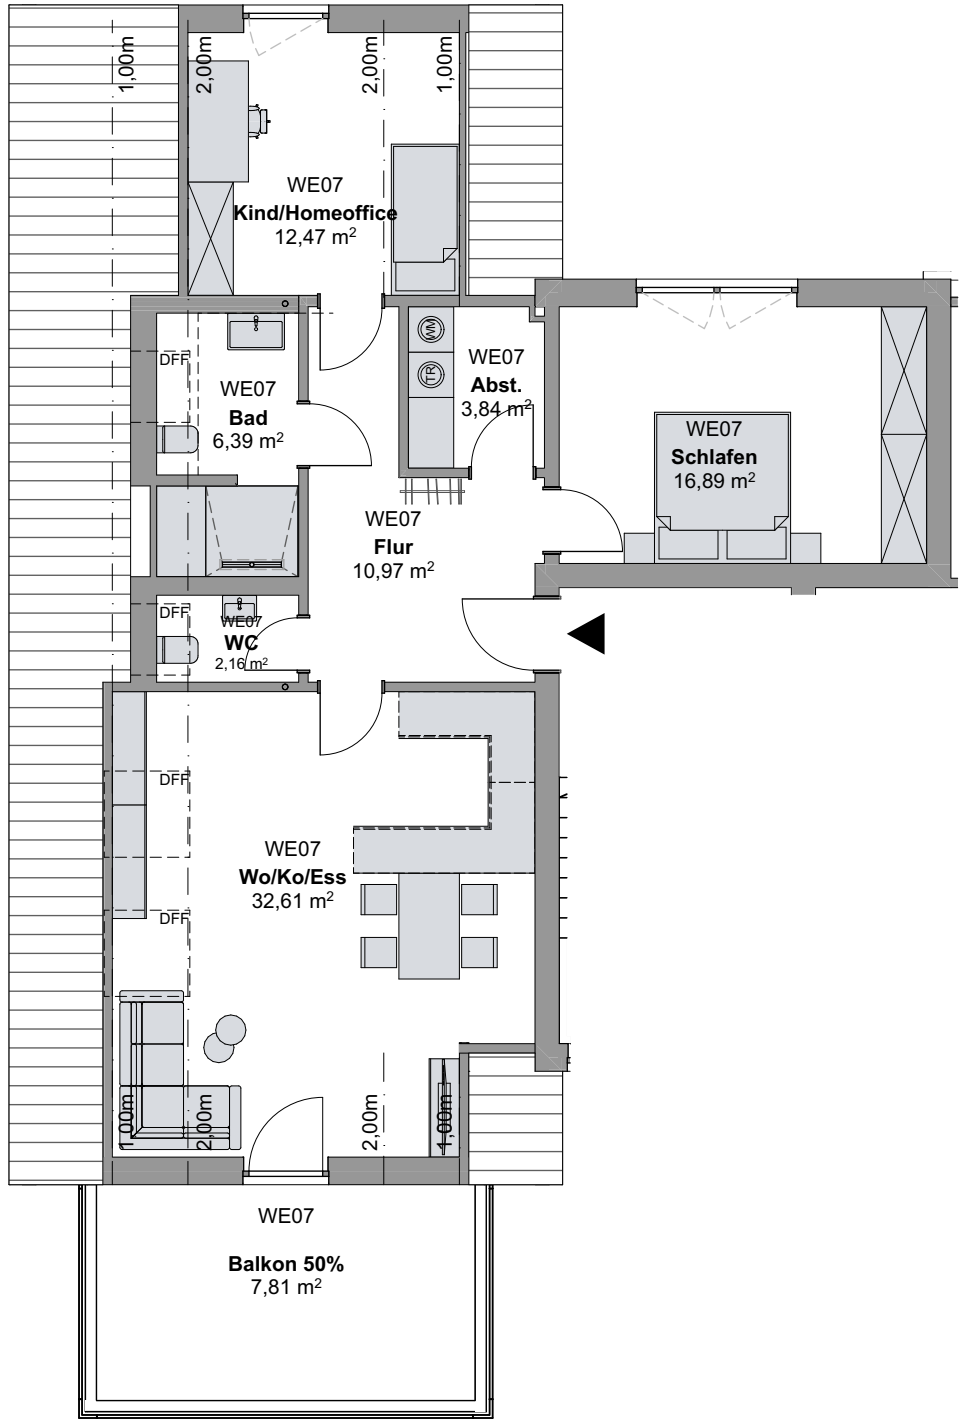 1,00m
2,00m
2,00m
1,00m
WE07
Kind/Homeoffice
12,47 m²
DFF
WE07
Bad
6,39 m²
WM
TR
WE07
Abst.
3,84 m²
WE07
Schlafen
16,89 m²
WE07
Flur
10,97 m²
DFF
WE07
WC
2,16 m²
DFF
WE07
Wo/Ko/Ess
32,61 m²
DFF
1,00m
2,00m
2,00m
1,00m
WE07
Balkon 50%
7,81 m²